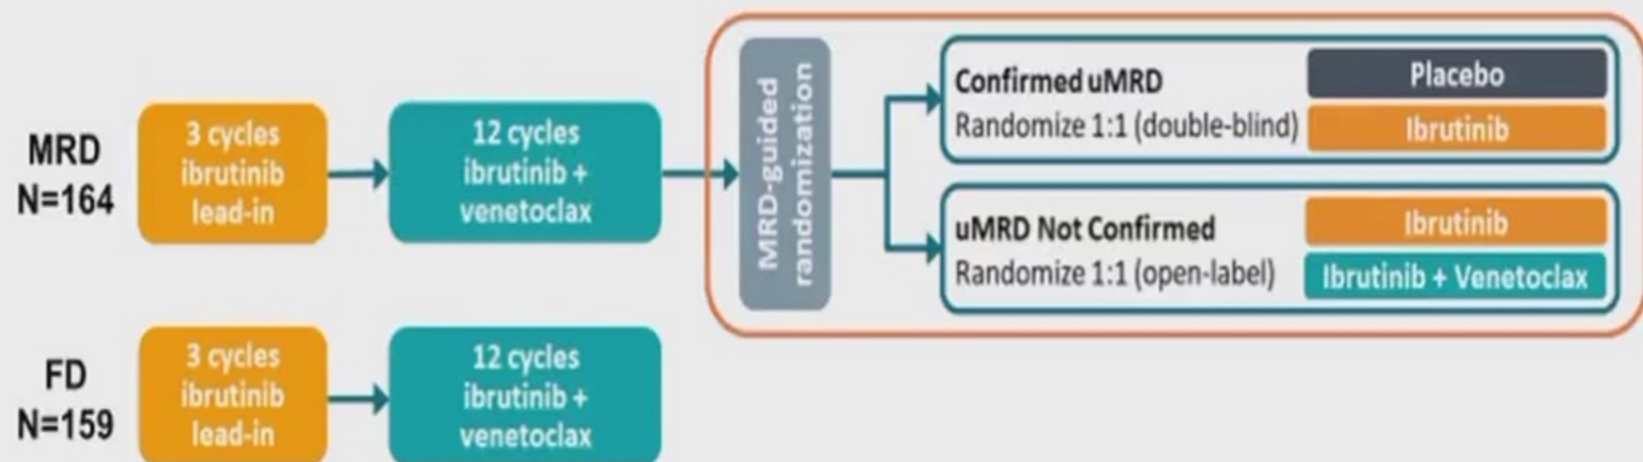 MRD
N=164
3 cycles
ibrutinib
lead-in
12 cycles
ibrutinib +
venetoclax
MRD-guided
randomization
Confirmed uMRD
Randomize 1:1 (double-blind)
Placebo
Ibrutinib
uMRD Not Confirmed
Randomize 1:1 (open-label)
Ibrutinib
Ibrutinib + Venetoclax
FD
N=159
3 cycles
ibrutinib
lead-in
12 cycles
ibrutinib +
venetoclax